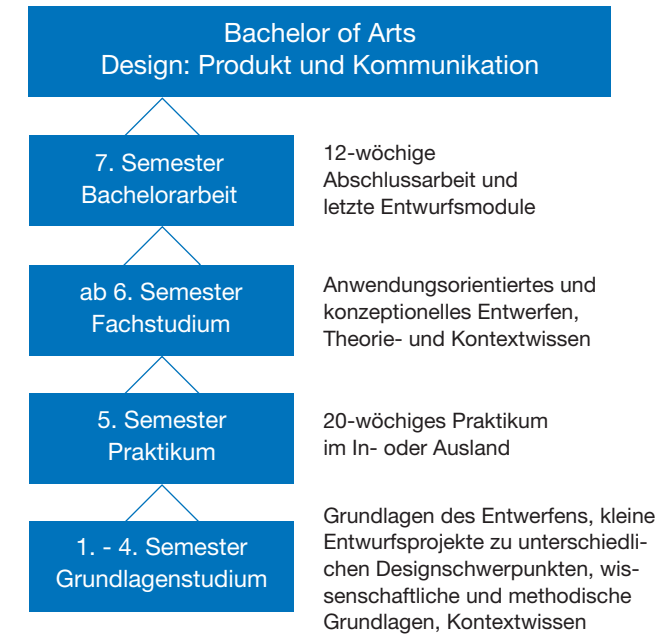 Bachelor of Arts
Design: Produkt und Kommunikation
7. Semester
Bachelorarbeit
12-wöchige
Abschlussarbeit und
letzte Entwurfsmodule
ab 6. Semester
Fachstudium
Anwendungsorientiertes und
konzeptionelles Entwerfen,
Theorie- und Kontextwissen
5. Semester
Praktikum
20-wöchiges Praktikum
im In- oder Ausland
1. - 4. Semester
Grundlagenstudium
Grundlagen des Entwerfens, kleine
Entwurfsprojekte zu unterschiedli-
chen Designschwerpunkten, wis-
senschaftliche und methodische
Grundlagen, Kontextwissen